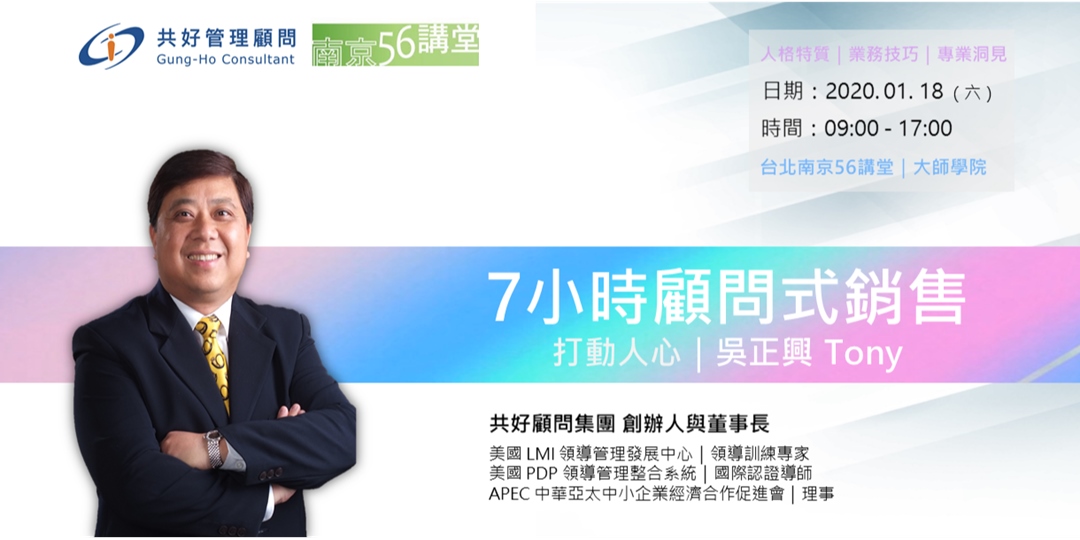 共好管理顧問
Gung-Ho Consultant
南京56講堂
人格特質｜業務技巧｜專業洞見
日期：2020. 01. 18（六）
時間：09:00 - 17:00
台北南京56講堂｜大師學院
7小時顧問式銷售
打動人心｜吳正興 Tony
共好顧問集團 創辦人與董事長
美國 LMI 領導管理發展中心｜領導訓練專家
美國 PDP 領導管理整合系統｜國際認證導師
APEC 中華亞太中小企業經濟合作促進會｜理事